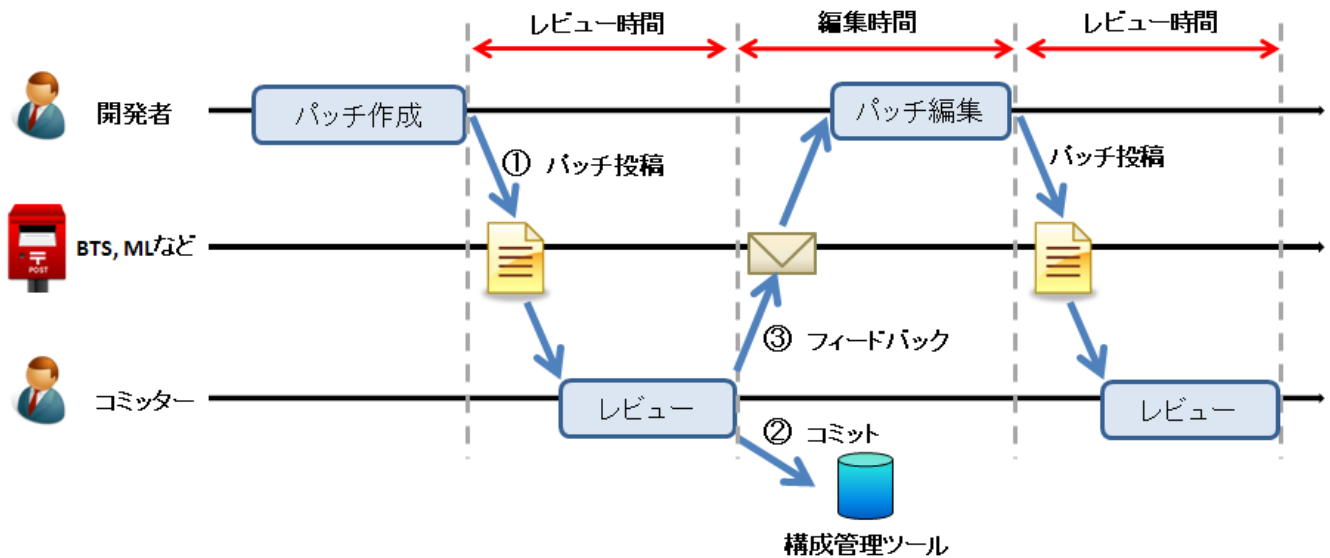 レビュー時間
編集時間
レビュー時間
開発者
パッチ作成
パッチ編集
① パッチ投稿
パッチ投稿
〒
POST
BTS, MLなど
③ フィードバック
コミッター
レビュー
レビュー
② コミット
構成管理ツール